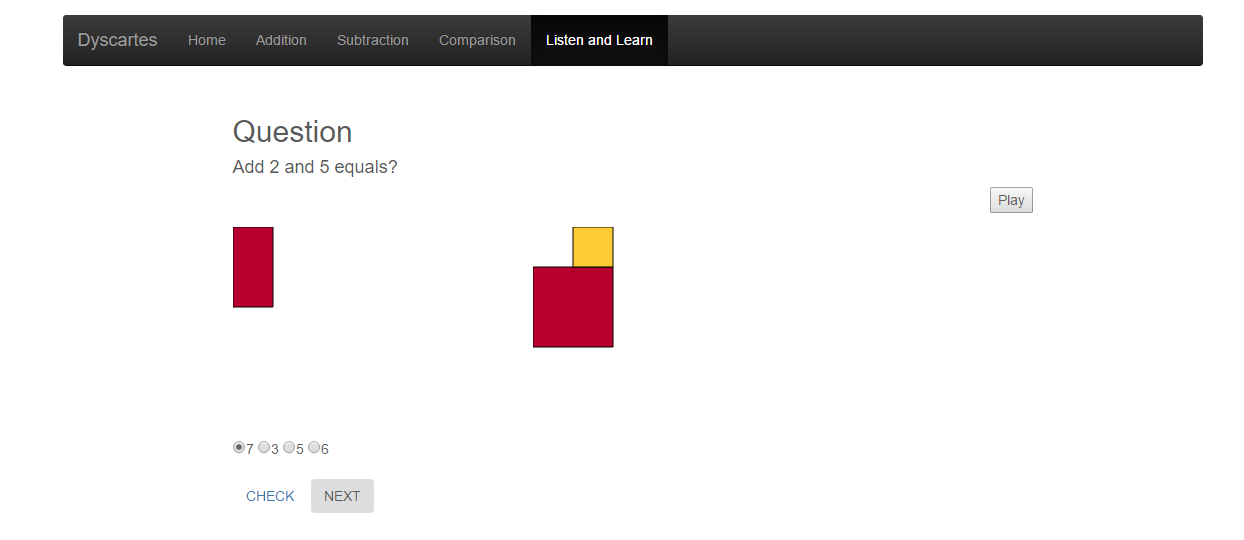 Dyscartes Home Addition Subtraction Comparison Listen and Learn
Question
Add 2 and 5 equals?
Play
7 3 5 6
CHECK NEXT